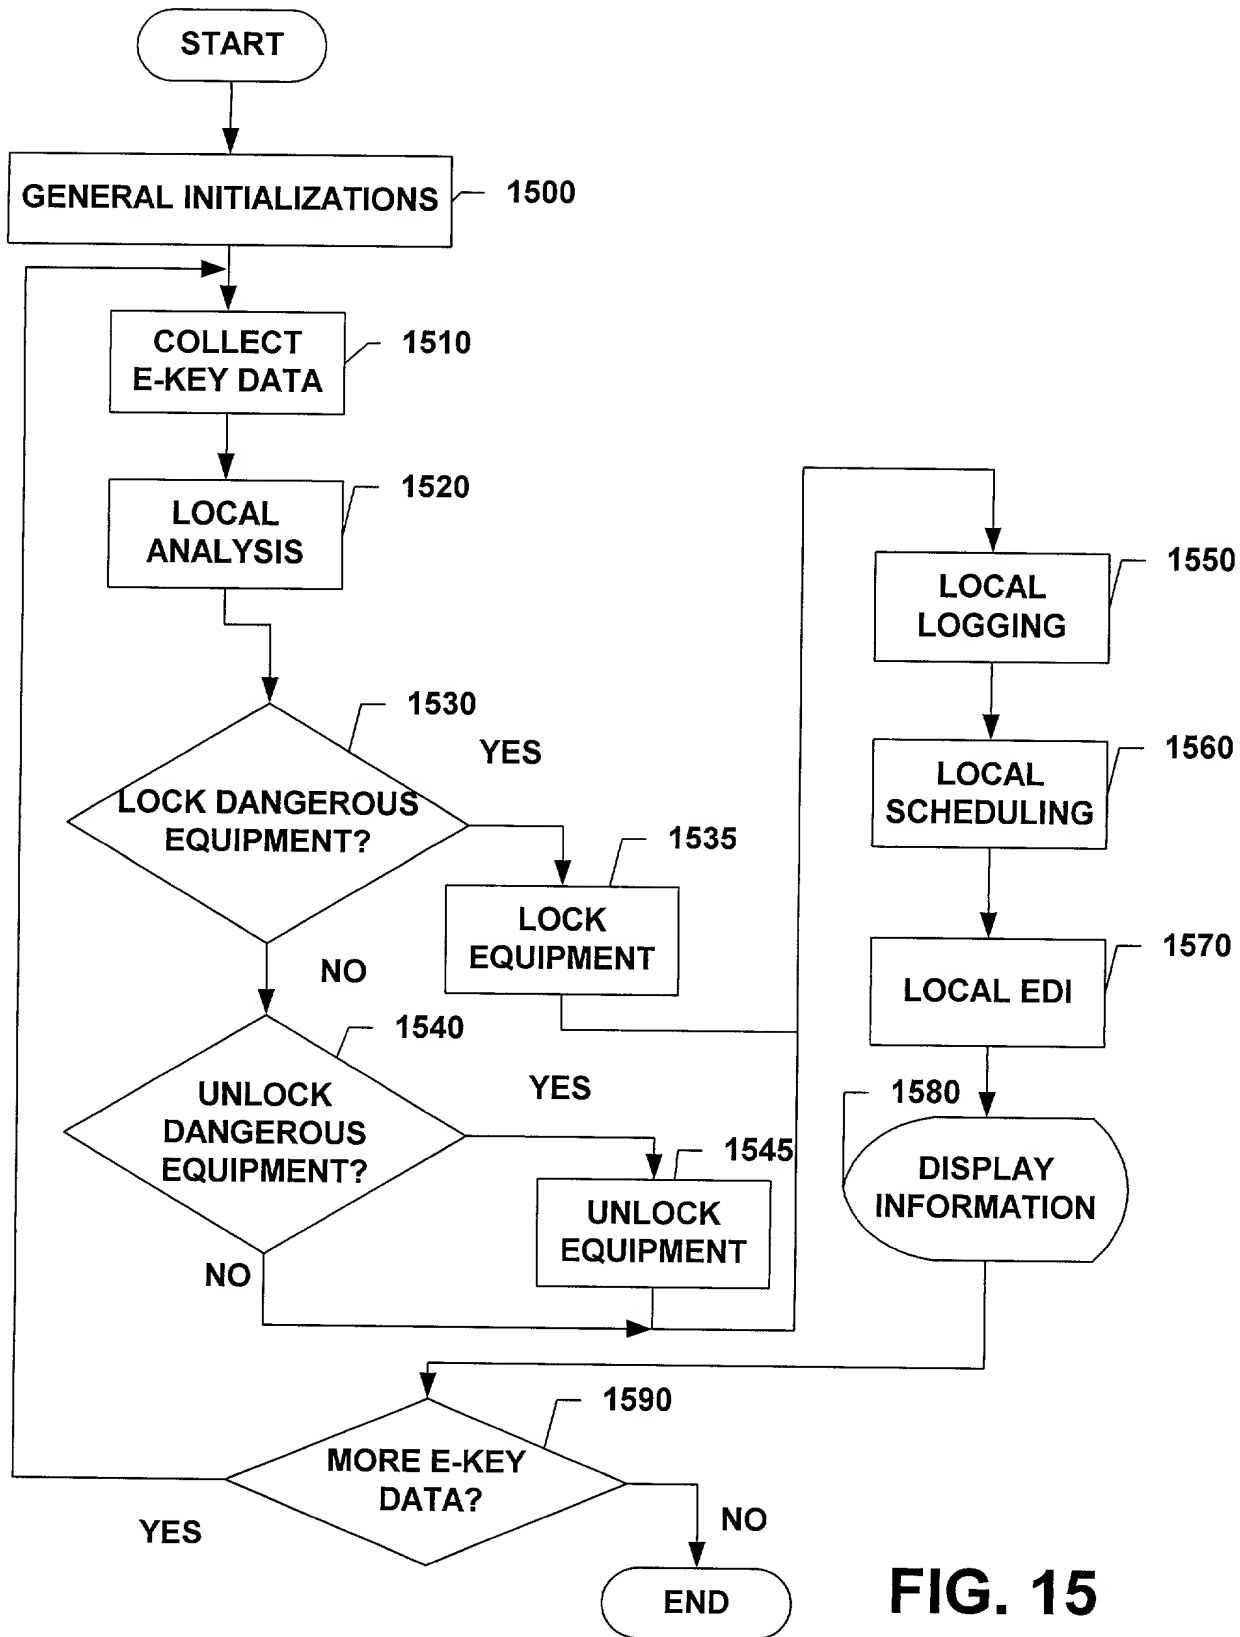 START
GENERAL INITIALIZATIONS
1500
COLLECT
E-KEY DATA
1510
LOCAL
ANALYSIS
1520
LOCK DANGEROUS
EQUIPMENT?
1530
YES
LOCK
EQUIPMENT
1535
NO
UNLOCK
DANGEROUS
EQUIPMENT?
1540
YES
UNLOCK
EQUIPMENT
1545
NO
LOCAL
LOGGING
1550
LOCAL
SCHEDULING
1560
LOCAL EDI
1570
DISPLAY
INFORMATION
1580
MORE E-KEY
DATA?
1590
YES
NO
END
FIG. 15